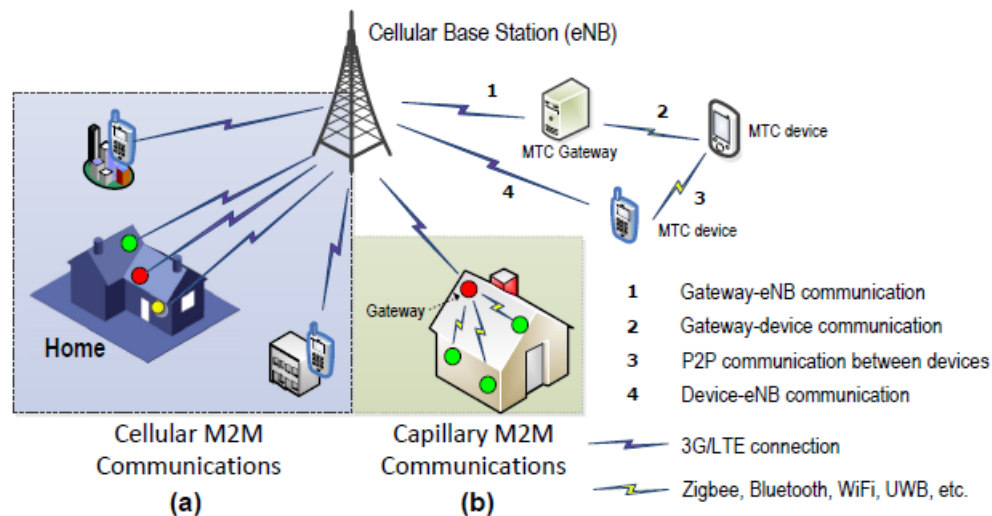 Cellular Base Station (eNB)
1
2
MTC Gateway
MTC device
4
3
MTC device
Home
Gateway
1 Gateway-eNB communication
2 Gateway-device communication
3 P2P communication between devices
4 Device-eNB communication
Cellular M2M
Communications
(a)
Capillary M2M
Communications
(b)
3G/LTE connection
Zigbee, Bluetooth, WiFi, UWB, etc.